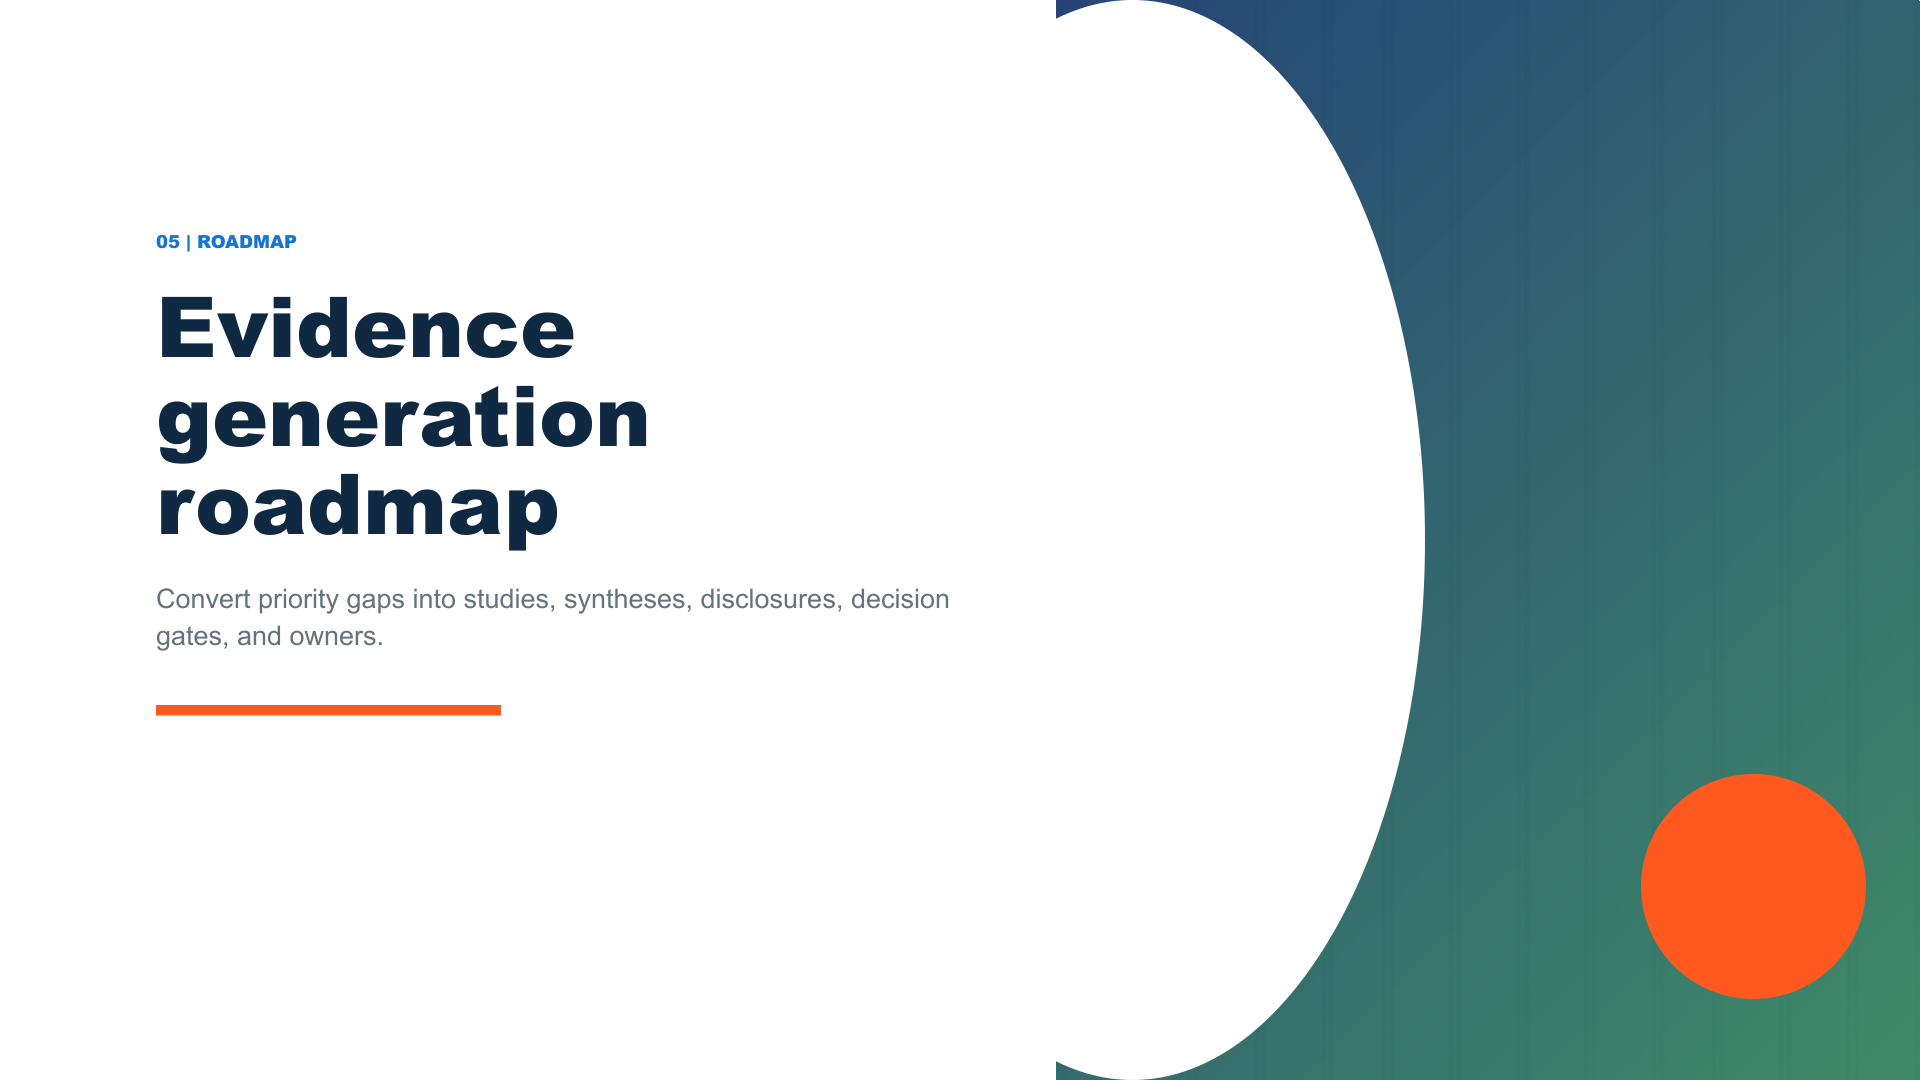 05 | ROADMAP
Evidence
generation
roadmap
Convert priority gaps into studies, syntheses, disclosures, decision
gates, and owners.